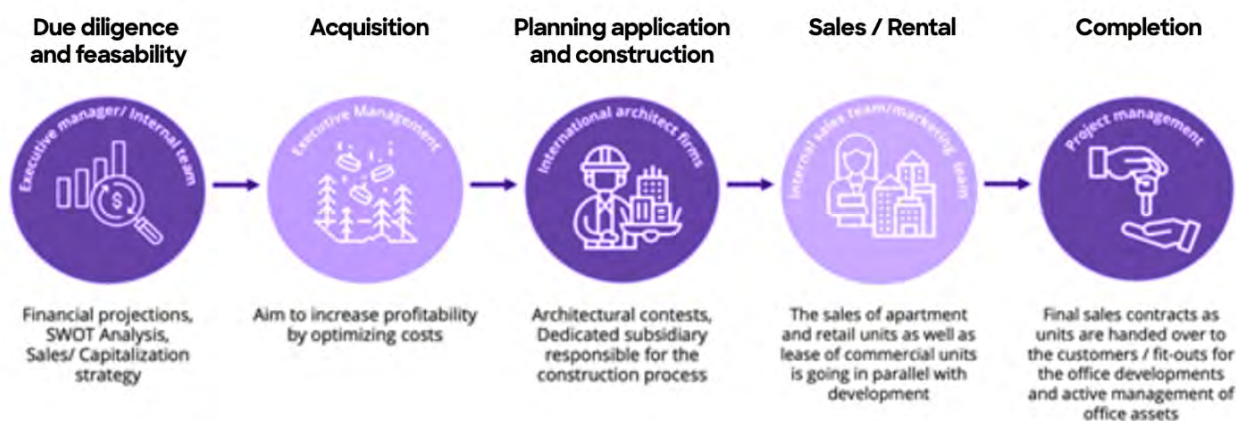 Due diligence
and feasability
Executive manager/ Internal team
Financial projections,
SWOT Analysis,
Sales/ Capitalization
strategy
Acquisition
Executive Management
Aim to increase profitability
by optimizing costs
Planning application
and construction
International architect firms
Architectural contests,
Dedicated subsidiary
responsible for the
construction process
Sales / Rental
Internal sales team/marketing team
The sales of apartment
and retail units as well as
lease of commercial units
is going in parallel with
development
Completion
Project management
Final sales contracts as
units are handed over to
the customers / fit-outs for
the office developments
and active management of
office assets